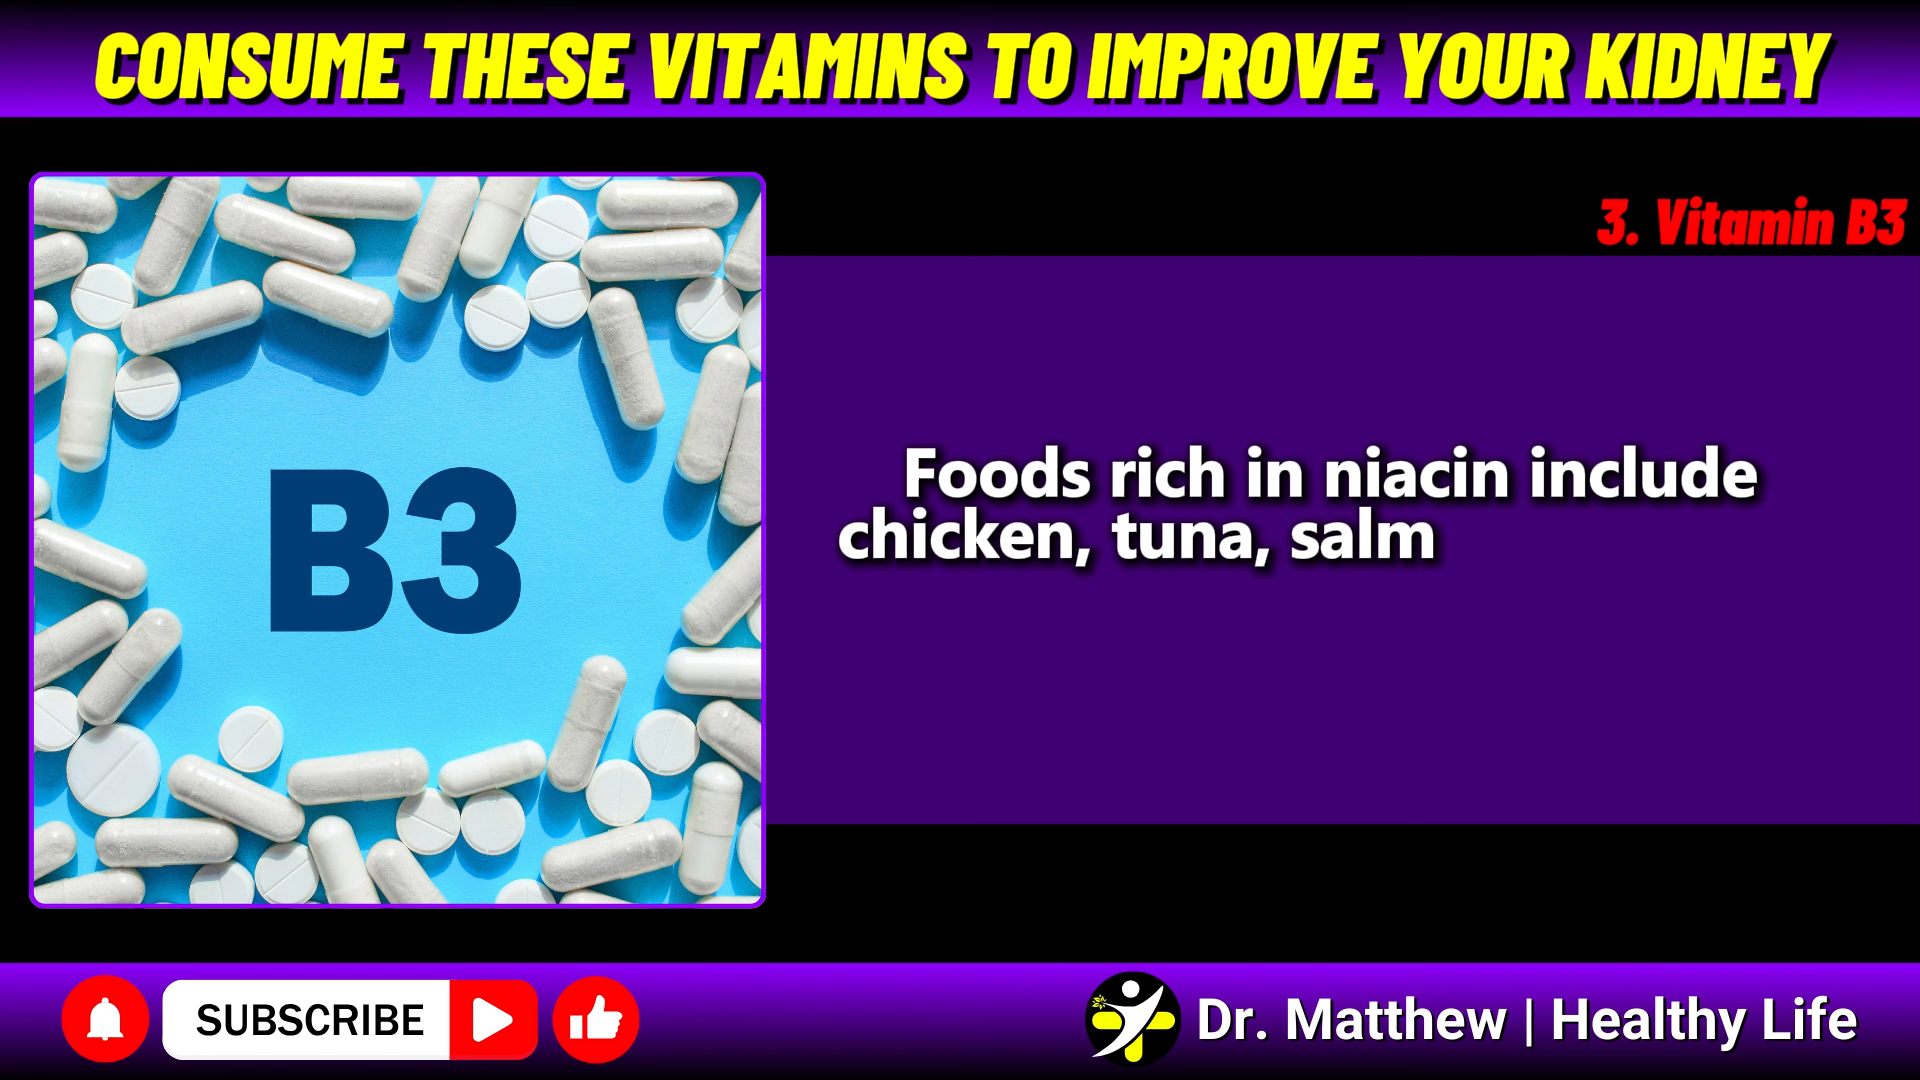 CONSUME THESE VITAMINS TO IMPROVE YOUR KIDNEY
3. Vitamin B3
B3
Foods rich in niacin include
chicken, tuna, salm
SUBSCRIBE
Dr. Matthew | Healthy Life